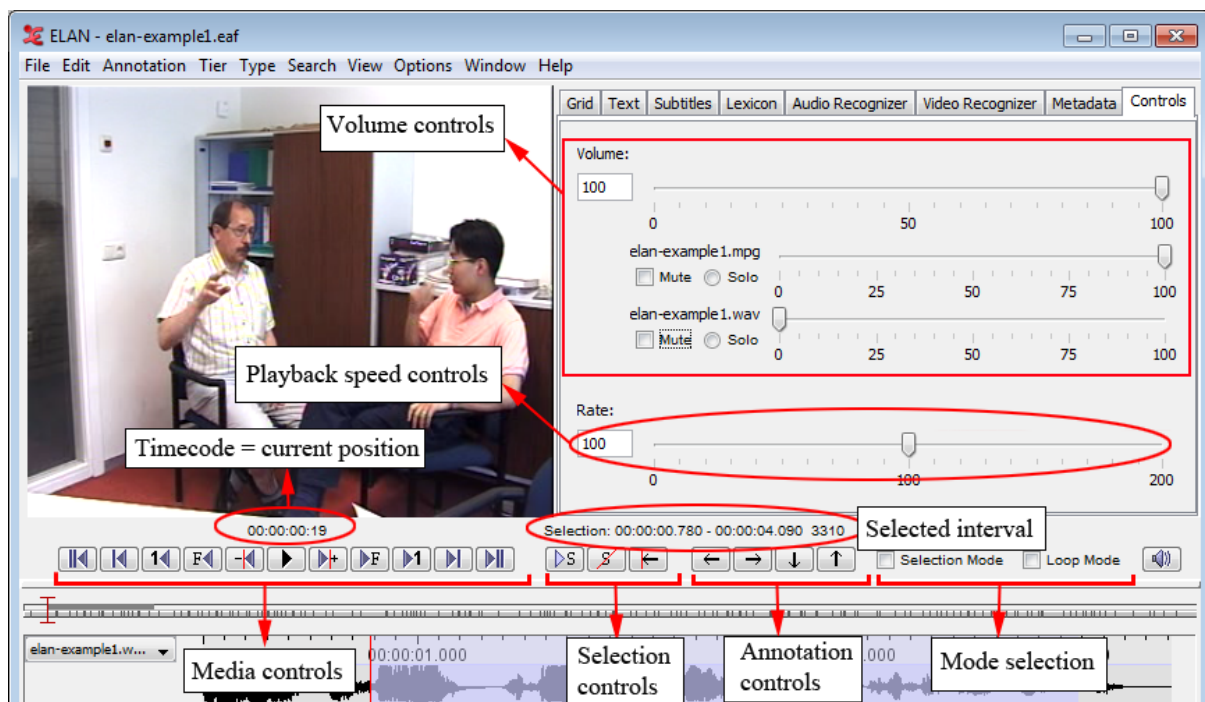 ELAN - elan-example1.eaf
File Edit Annotation Tier Type Search View Options Window Help
Grid Text Subtitles Lexicon Audio Recognizer Video Recognizer Metadata Controls
Volume controls
Volume:
100
0 50 100
elan-example1.mpg
Mute Solo
0 25 50 75 100
elan-example1.wav
Mute Solo
0 25 50 75 100
Playback speed controls
Rate:
100
0 100 200
Timecode = current position
00:00:00:19
Selection: 00:00:00.780 - 00:00:04.090 3310
Selected interval
1 F F 1 S S
Selection Mode Loop Mode
elan-example1.w...
00:00:01.000
.000
Media controls
Selection
controls
Annotation
controls
Mode selection